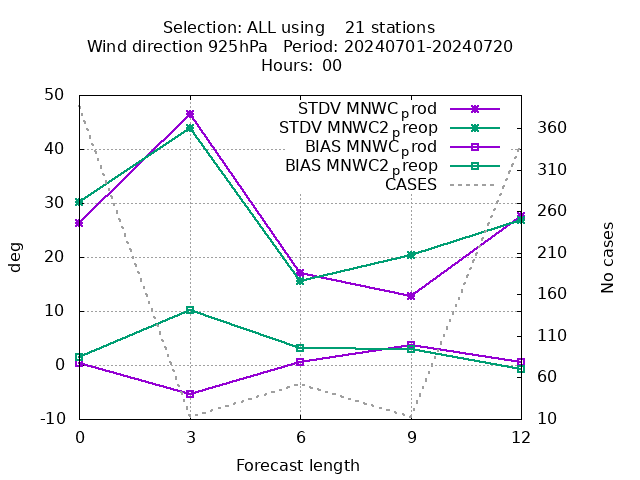 Selection: ALL using    21 stations
Wind direction 925hPa   Period: 20240701-20240720
Hours: 00
STDV MNWC_prod
STDV MNWC2_preop
BIAS MNWC_prod
BIAS MNWC2_preop
CASES
50
40
30
20
10
0
-10
deg
360
310
260
210
160
110
60
10
No cases
0 3 6 9 12
Forecast length